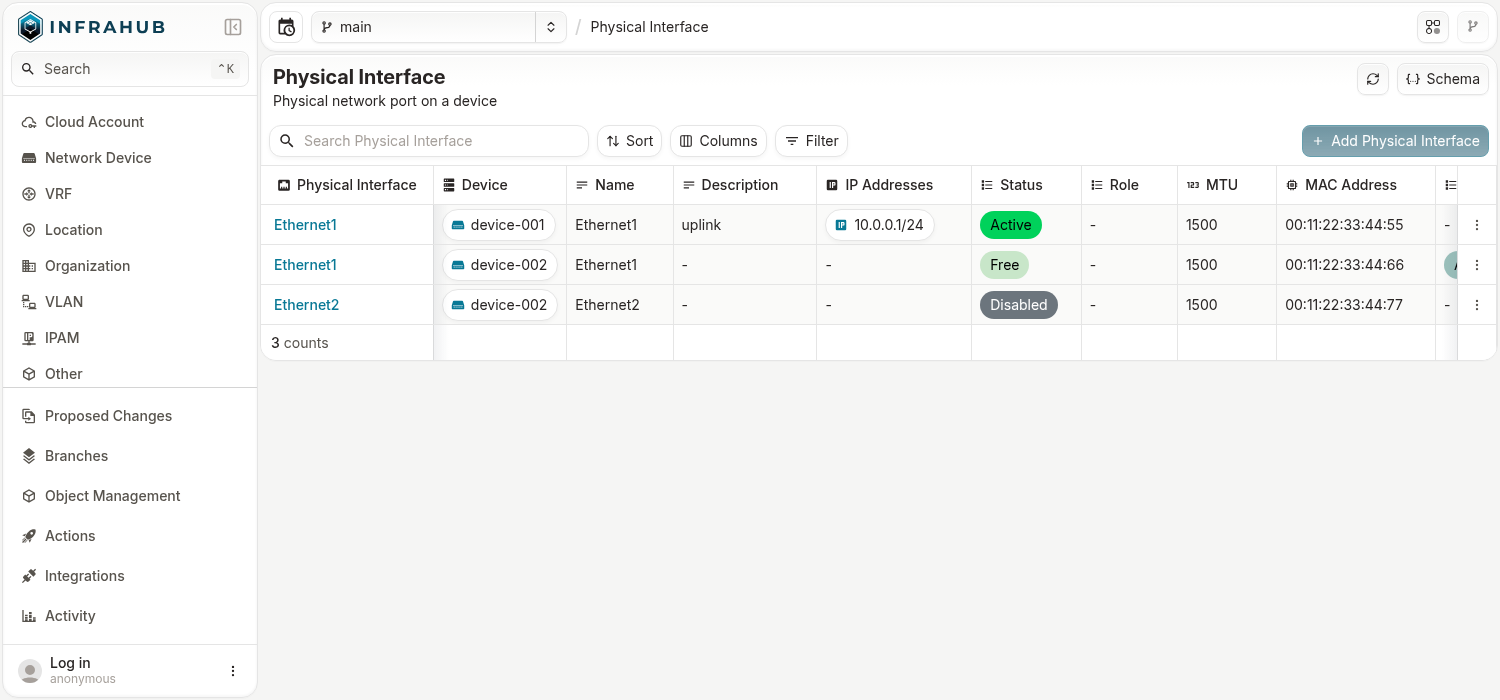 INFRAHUB
Search ⌃K
Cloud Account
Network Device
VRF
Location
Organization
VLAN
IPAM
Other
Proposed Changes
Branches
Object Management
Actions
Integrations
Activity
Log in
anonymous
main / Physical Interface
Physical Interface
Physical network port on a device
Schema
Search Physical Interface Sort Columns Filter + Add Physical Interface
Physical Interface Device Name Description IP Addresses Status Role MTU MAC Address
Ethernet1 device-001 Ethernet1 uplink 10.0.0.1/24 Active - 1500 00:11:22:33:44:55 -
Ethernet1 device-002 Ethernet1 - - Free - 1500 00:11:22:33:44:66
Ethernet2 device-002 Ethernet2 - - Disabled - 1500 00:11:22:33:44:77 -
3 counts